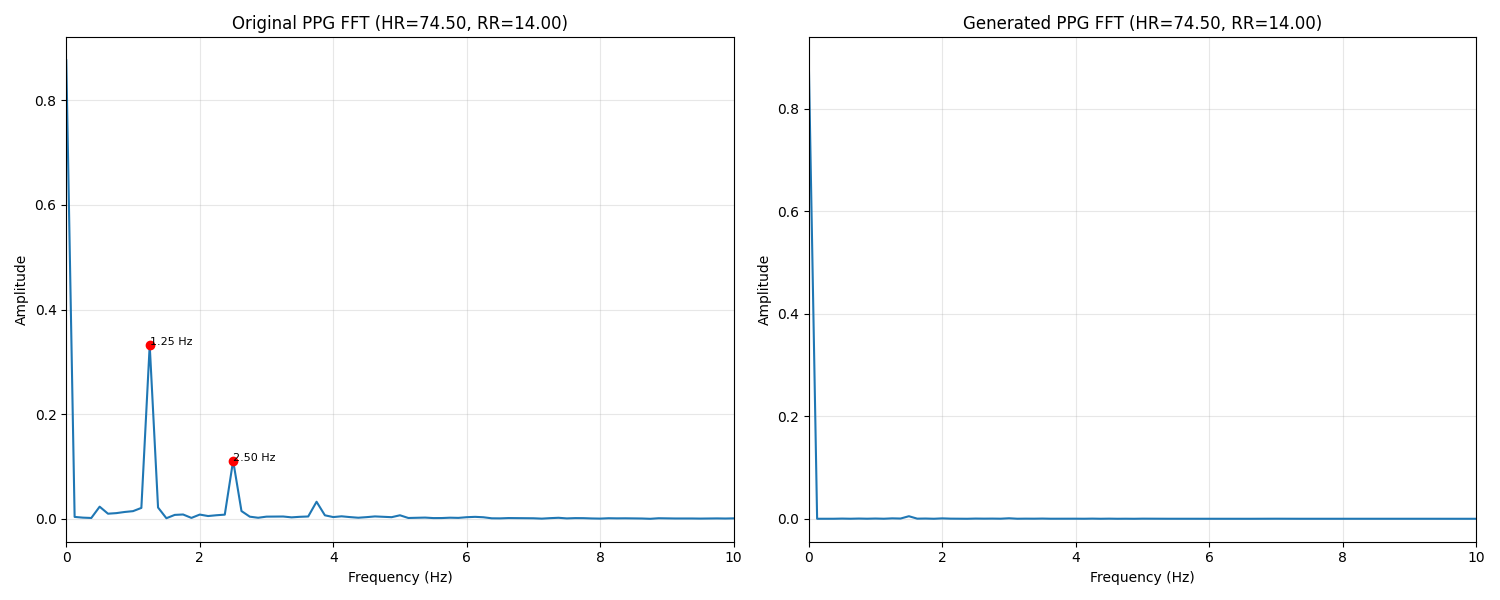 Original PPG FFT (HR=74.50, RR=14.00)
Amplitude
0.8
0.6
0.4
0.2
0.0
1.25 Hz
2.50 Hz
0 2 4 6 8 10
Frequency (Hz)
Generated PPG FFT (HR=74.50, RR=14.00)
Amplitude
0.8
0.6
0.4
0.2
0.0
0 2 4 6 8 10
Frequency (Hz)